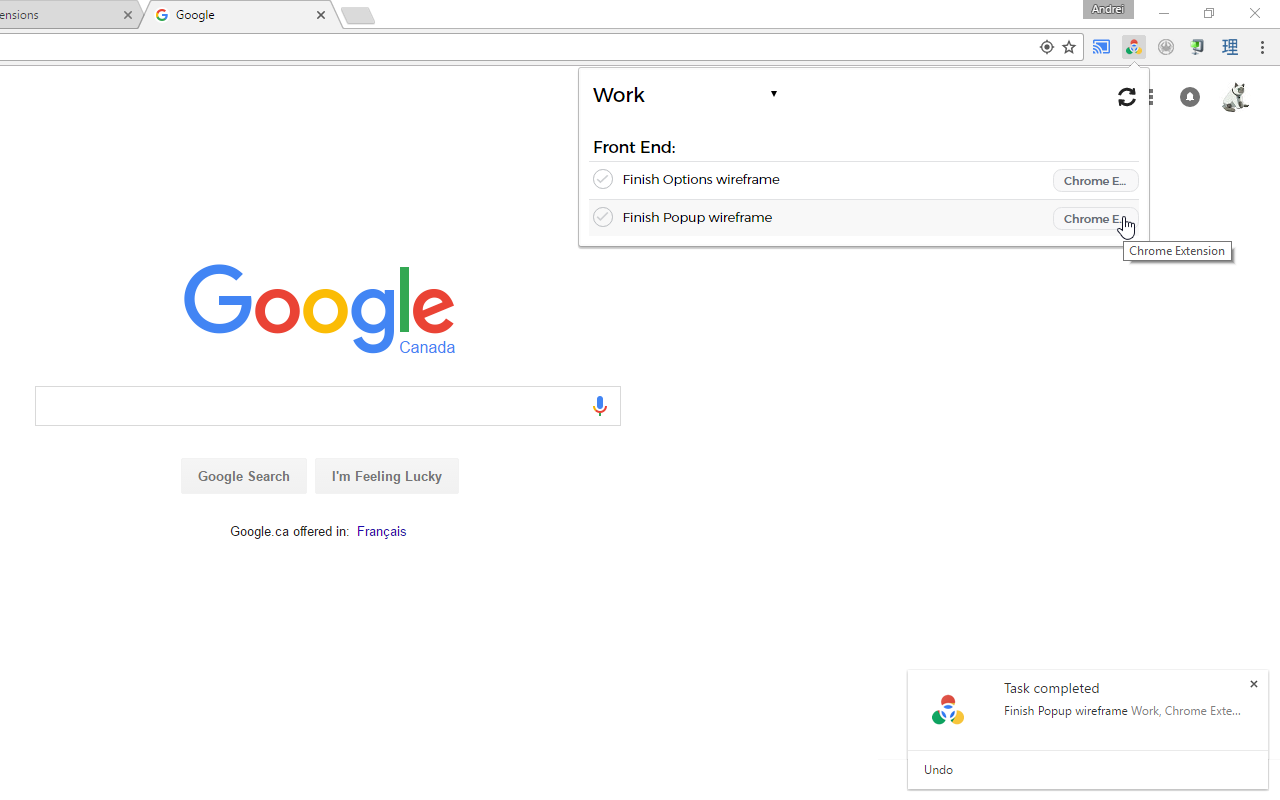 ensions
Google
Andrei
理
Work
Front End:
Finish Options wireframe
Chrome E...
Finish Popup wireframe
Chrome E...
Chrome Extension
Google
Canada
Google Search
I'm Feeling Lucky
Google.ca offered in: Français
Task completed
Finish Popup wireframe Work, Chrome Exte...
Undo